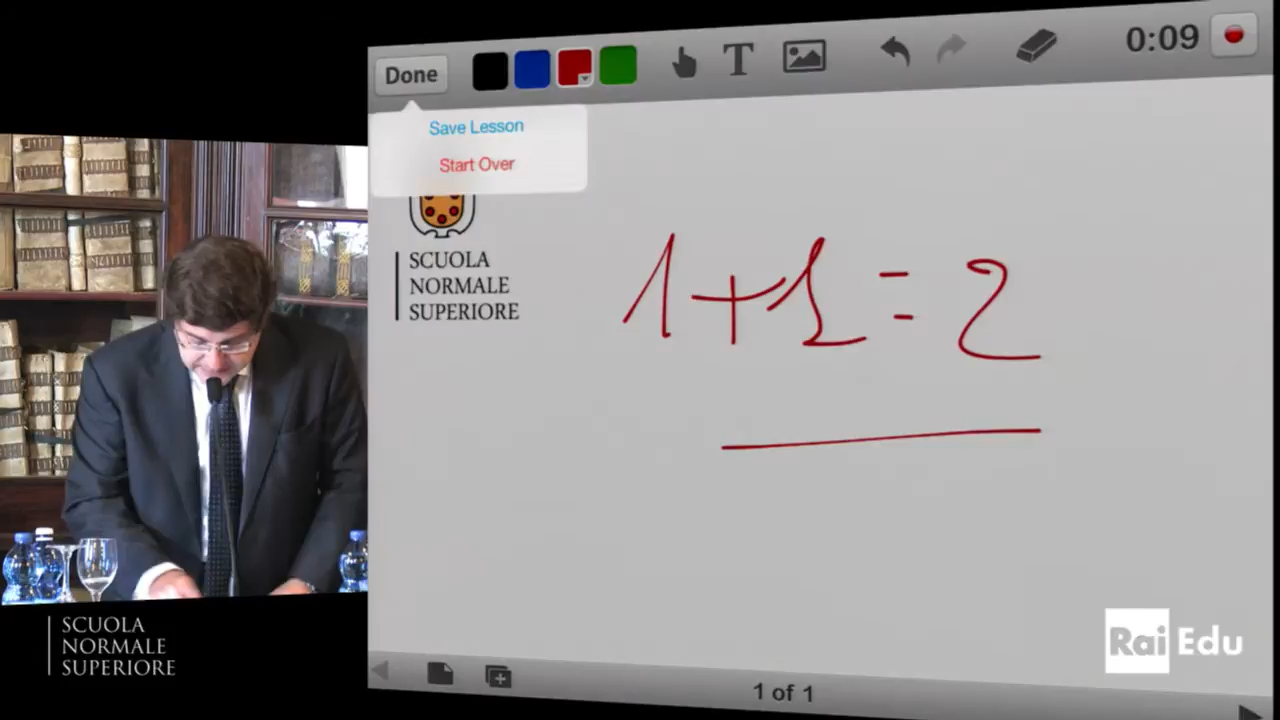 Done
T
0:09
Save Lesson
Start Over
SCUOLA
NORMALE
SUPERIORE
1+1=2
1 of 1
SCUOLA
NORMALE
SUPERIORE
Rai Edu